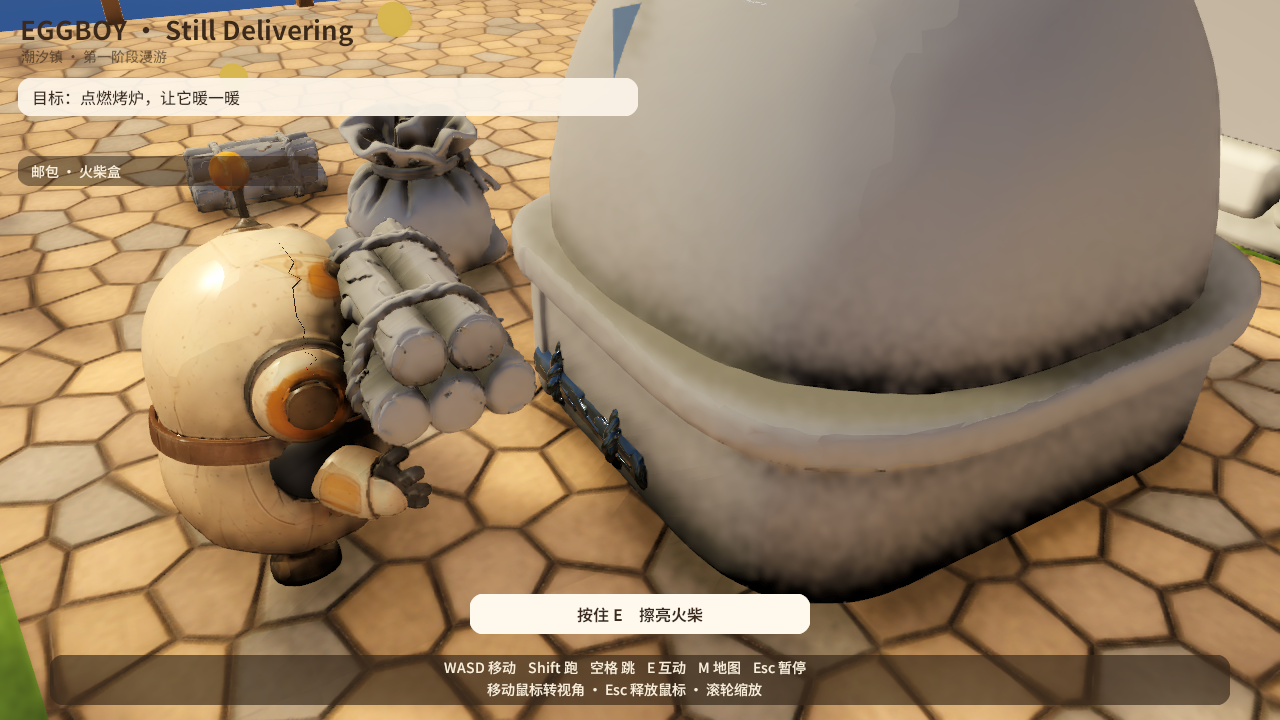 EGGBOY · Still Delivering
潮汐镇 · 第一阶段漫游
目标：点燃烤炉，让它暖一暖
邮包 · 火柴盒
按住 E 擦亮火柴
WASD 移动 Shift 跑 空格 跳 E 互动 M 地图 Esc 暂停
移动鼠标转视角 · Esc 释放鼠标 · 滚轮缩放